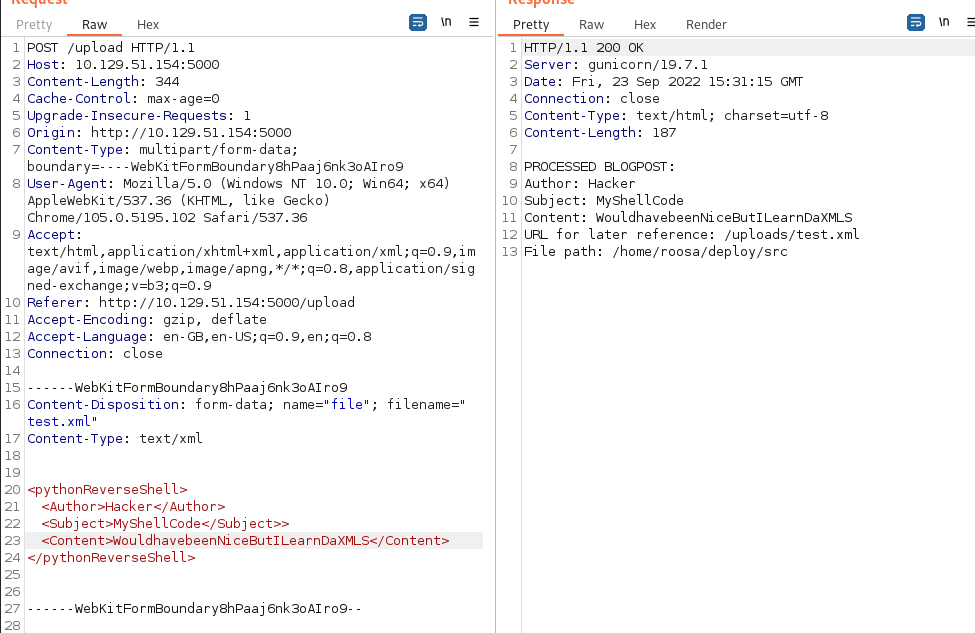 Request
Pretty Raw Hex \n
1 POST /upload HTTP/1.1
2 Host: 10.129.51.154:5000
3 Content-Length: 344
4 Cache-Control: max-age=0
5 Upgrade-Insecure-Requests: 1
6 Origin: http://10.129.51.154:5000
7 Content-Type: multipart/form-data;
boundary=----WebKitFormBoundary8hPaaj6nk3oAIro9
8 User-Agent: Mozilla/5.0 (Windows NT 10.0; Win64; x64)
AppleWebKit/537.36 (KHTML, like Gecko)
Chrome/105.0.5195.102 Safari/537.36
9 Accept:
text/html,application/xhtml+xml,application/xml;q=0.9,im
age/avif,image/webp,image/apng,*/*;q=0.8,application/sig
ned-exchange;v=b3;q=0.9
10 Referer: http://10.129.51.154:5000/upload
11 Accept-Encoding: gzip, deflate
12 Accept-Language: en-GB,en-US;q=0.9,en;q=0.8
13 Connection: close
14
15 ------WebKitFormBoundary8hPaaj6nk3oAIro9
16 Content-Disposition: form-data; name="file"; filename="
test.xml"
17 Content-Type: text/xml
18
19
20 <pythonReverseShell>
21 <Author>Hacker</Author>
22 <Subject>MyShellCode</Subject>>
23 <Content>WouldhavebeenNiceButILearnDaXMLS</Content>
24 </pythonReverseShell>
25
26
27 ------WebKitFormBoundary8hPaaj6nk3oAIro9--
28
Response
Pretty Raw Hex Render \n
1 HTTP/1.1 200 OK
2 Server: gunicorn/19.7.1
3 Date: Fri, 23 Sep 2022 15:31:15 GMT
4 Connection: close
5 Content-Type: text/html; charset=utf-8
6 Content-Length: 187
7
8 PROCESSED BLOGPOST:
9 Author: Hacker
10 Subject: MyShellCode
11 Content: WouldhavebeenNiceButILearnDaXMLS
12 URL for later reference: /uploads/test.xml
13 File path: /home/roosa/deploy/src